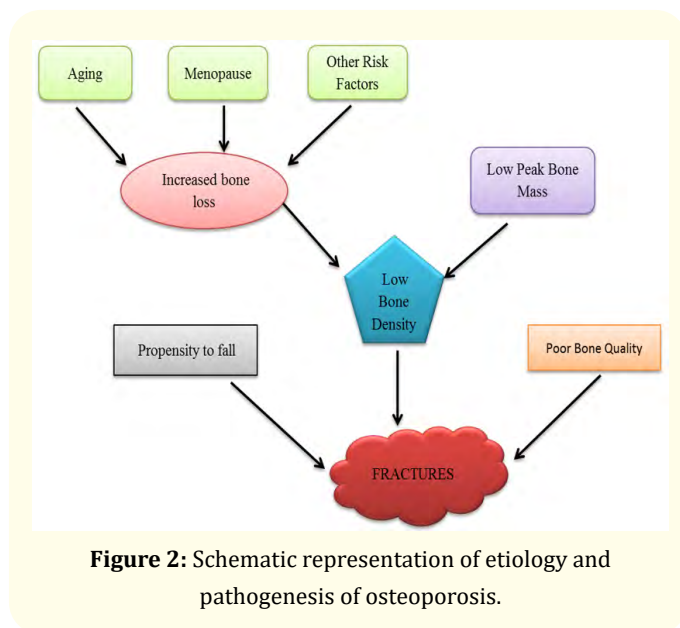 Aging
Menopause
Other Risk
Factors
Increased bone
loss
Low Peak Bone
Mass
Low
Bone
Density
Propensity to fall
Poor Bone Quality
FRACTURES
Figure 2: Schematic representation of etiology and
pathogenesis of osteoporosis.